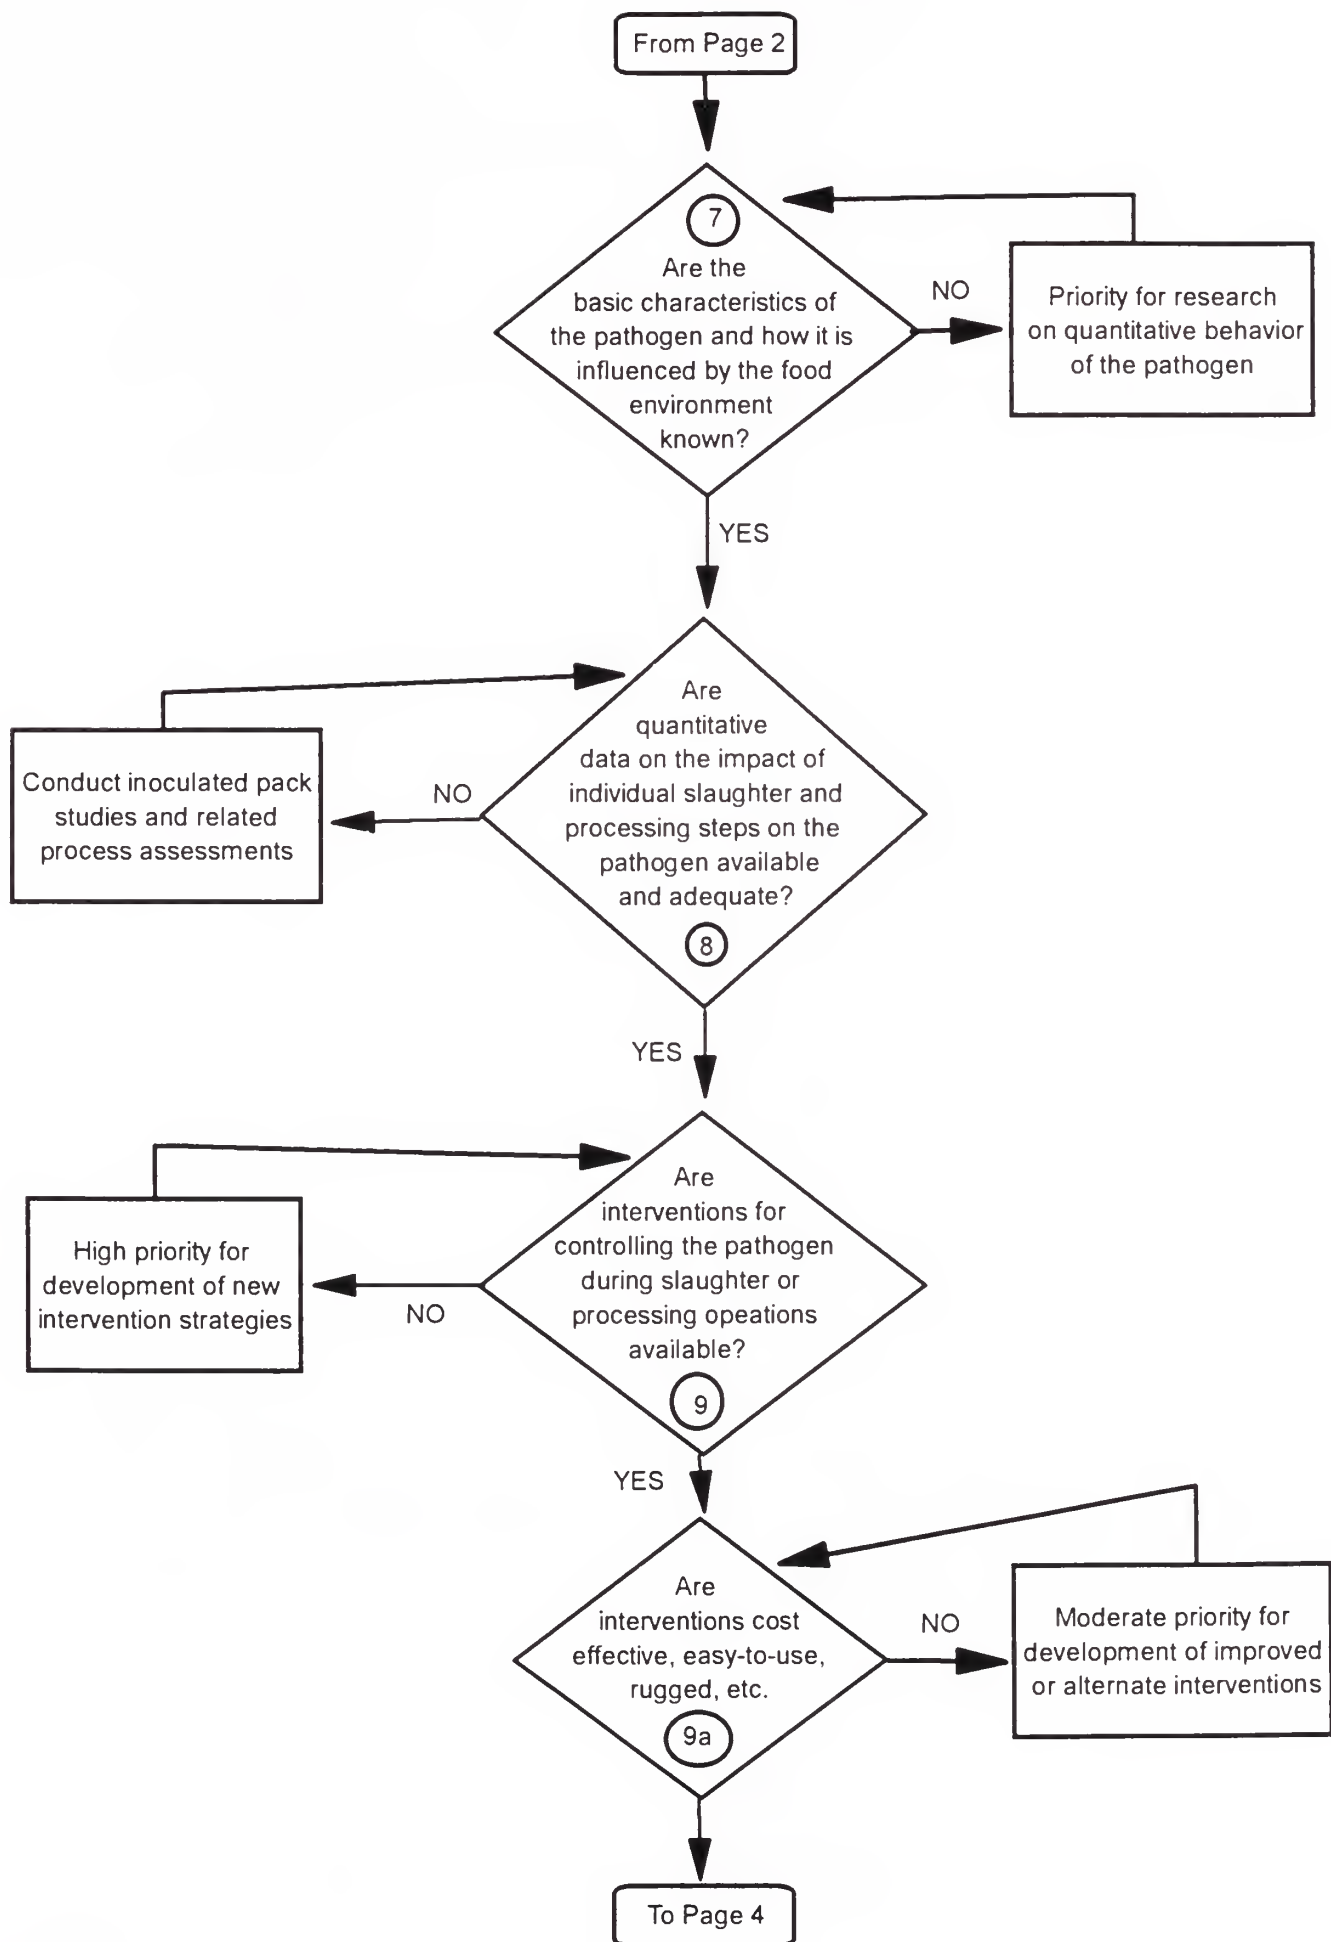 From Page 2
7
Are the
basic characteristics of
the pathogen and how it is
influenced by the food
environment
known?
NO
Priority for research
on quantitative behavior
of the pathogen
YES
Are
quantitative
data on the impact of
individual slaughter and
processing steps on the
pathogen available
and adequate?
8
NO
Conduct inoculated pack
studies and related
process assessments
YES
Are
interventions for
controlling the pathogen
during slaughter or
processing opeations
available?
9
NO
High priority for
development of new
intervention strategies
YES
Are
interventions cost
effective, easy-to-use,
rugged, etc.
9a
NO
Moderate priority for
development of improved
or alternate interventions
To Page 4